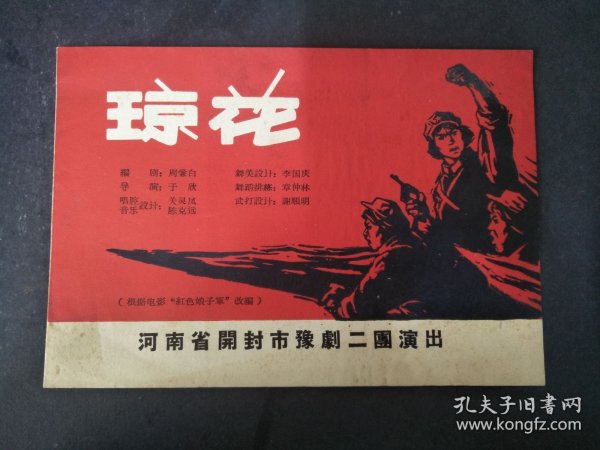 琼花
編 剧：周肇白
导 演：于欣
唱腔設計：关灵凤
音乐 陈克远
舞美設計：李国庆
舞蹈排練：章仲林
武打設計：謝顺明
（根据电影“紅色娘子軍”改編）
河南省開封市豫劇二團演出
孔夫子旧书网
www.kongfz.com